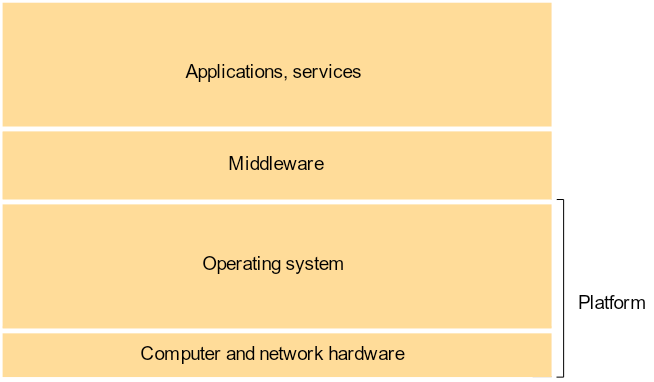 Applications, services
Middleware
Operating system
Platform
Computer and network hardware